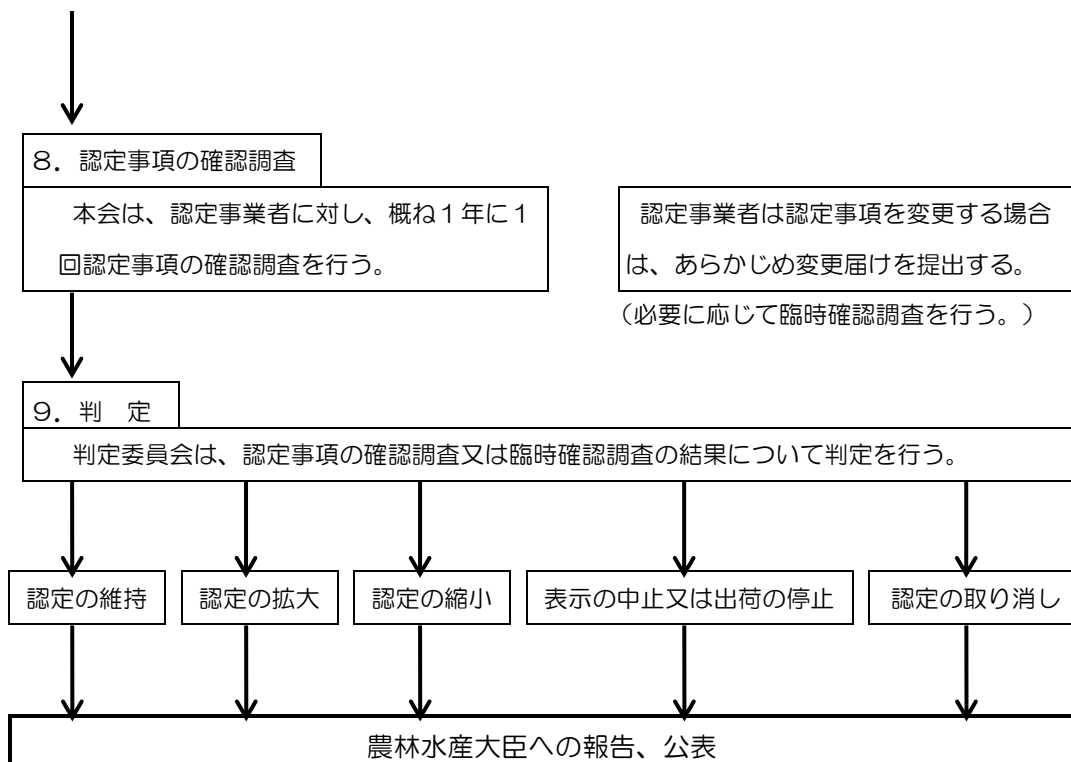 ８．認定事項の確認調査
本会は、認定事業者に対し、概ね１年に１
回認定事項の確認調査を行う。
認定事業者は認定事項を変更する場合
は、あらかじめ変更届けを提出する。
（必要に応じて臨時確認調査を行う。）
９．判　定
判定委員会は、認定事項の確認調査又は臨時確認調査の結果について判定を行う。
認定の維持
認定の拡大
認定の縮小
表示の中止又は出荷の停止
認定の取り消し
農林水産大臣への報告、公表